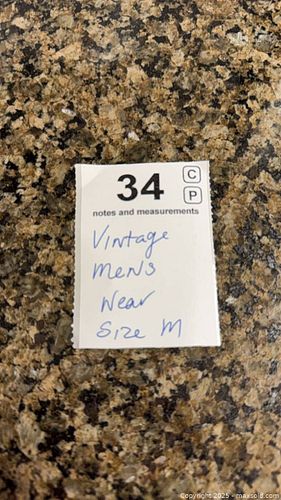 34
C
P
notes and measurements
Vintage
Mens
Wear
Size M
Copyright 2025 - maxsold.com